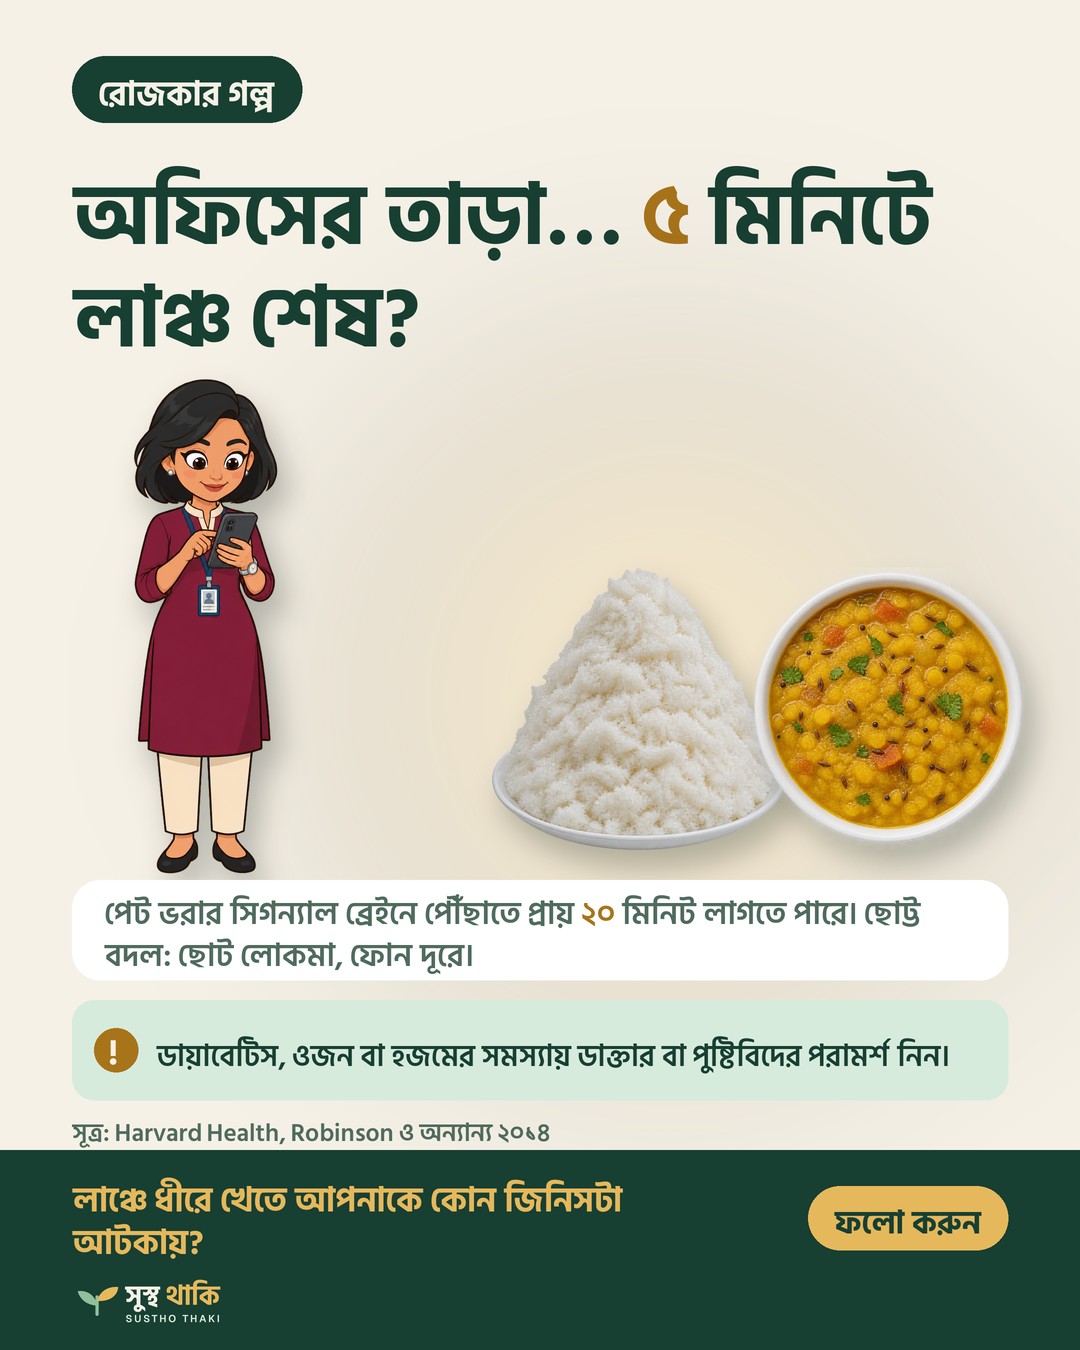 রোজকার গল্প
অফিসের তাড়া... ৫ মিনিটে
লাঞ্চ শেষ?
পেট ভরার সিগন্যাল ব্রেইনে পৌঁছাতে প্রায় ২০ মিনিট লাগতে পারে। ছোট্ট
বদল: ছোট লোকমা, ফোন দূরে।
!
ডায়াবেটিস, ওজন বা হজমের সমস্যায় ডাক্তার বা পুষ্টিবিদের পরামর্শ নিন।
সূত্র: Harvard Health, Robinson ও অন্যান্য ২০১৪
লাঞ্চে ধীরে খেতে আপনাকে কোন জিনিসটা
আটকায়?
ফলো করুন
সুস্থ থাকি
SUSTHO THAKI